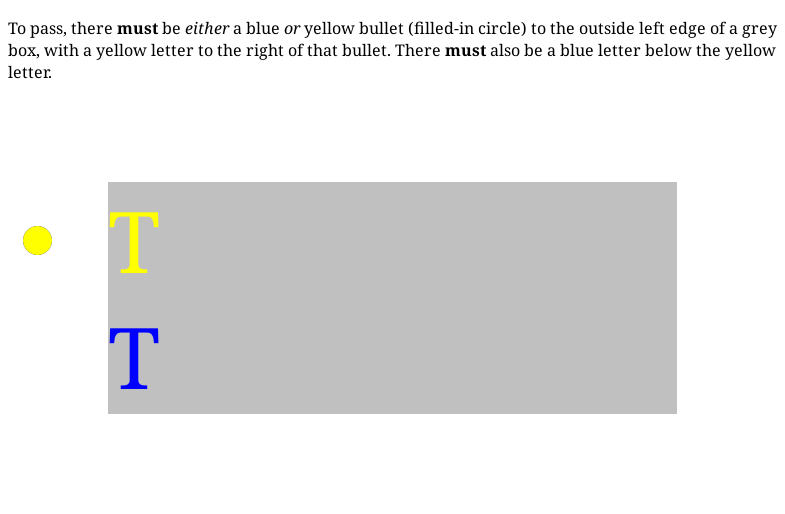 To pass, there must be either a blue or yellow bullet (filled-in circle) to the outside left edge of a grey
box, with a yellow letter to the right of that bullet. There must also be a blue letter below the yellow
letter.
T
T